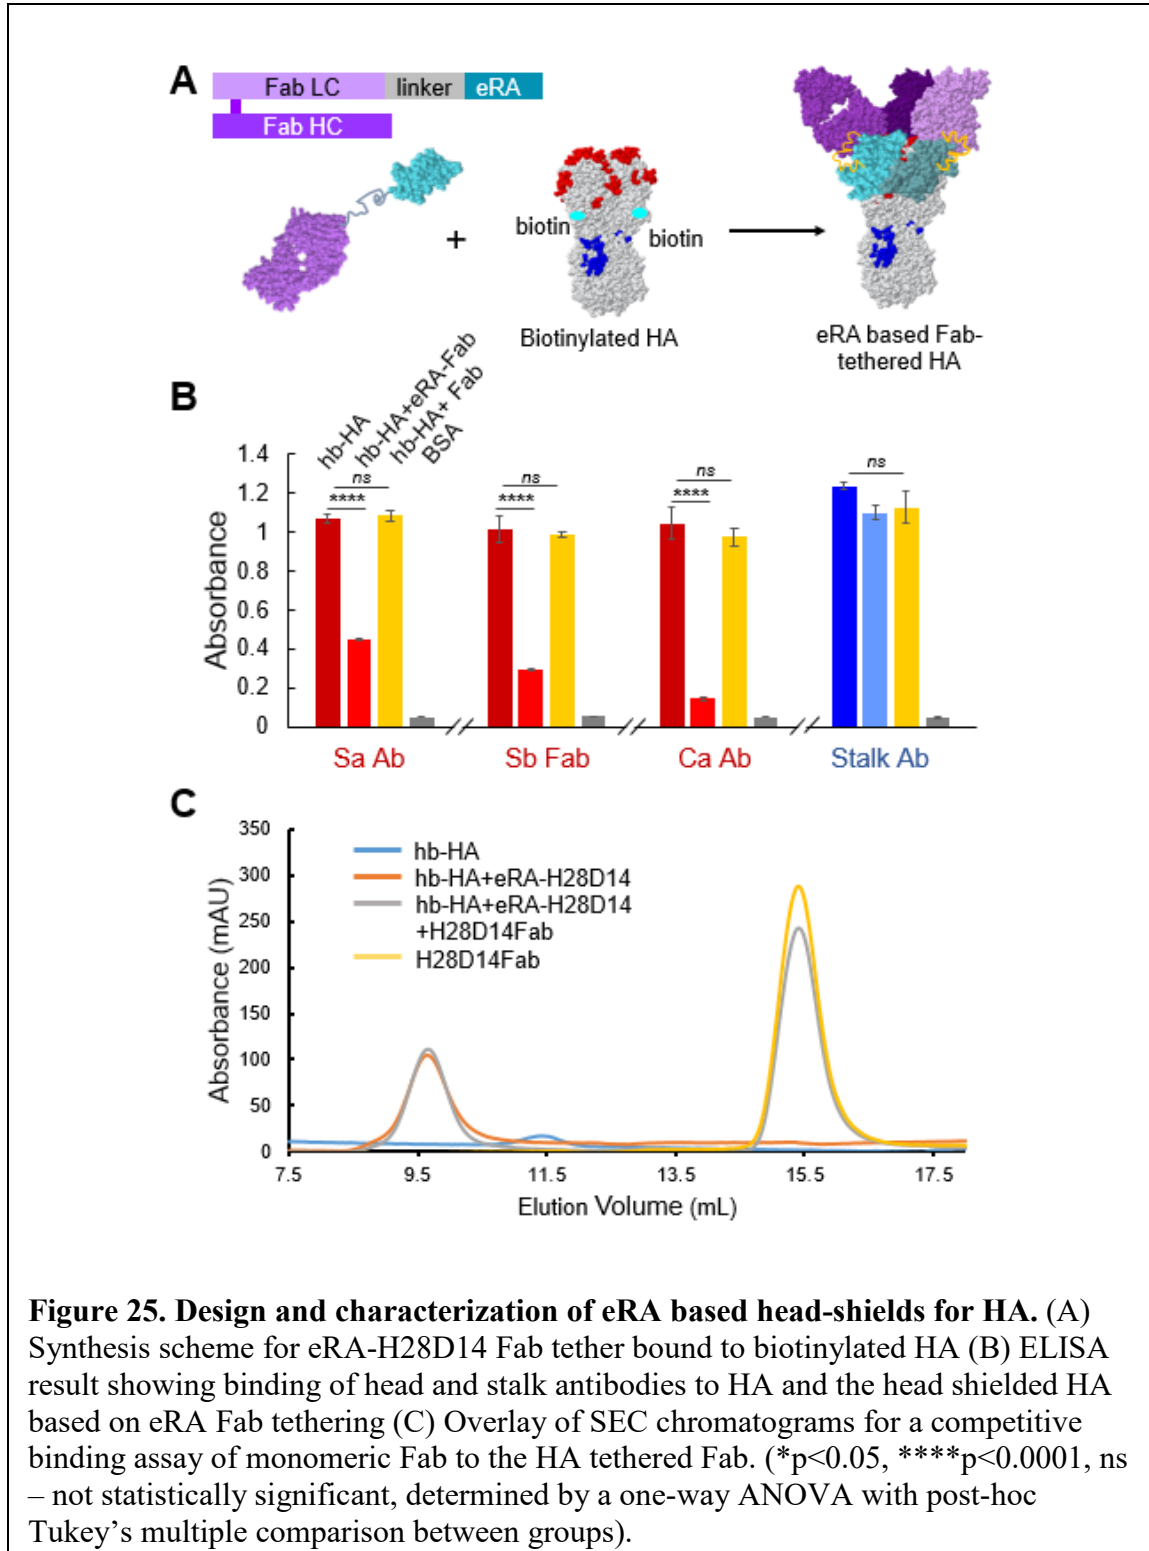 A
Fab LC linker eRA
Fab HC
+
biotin
biotin
Biotinylated HA
eRA based Fab-
tethered HA
B
hb-HA
hb-HA+eRA-Fab
hb-HA+ Fab
BSA
Absorbance
1.4
1.2
1
0.8
0.6
0.4
0.2
0
ns
****
ns
****
ns
****
ns
Sa Ab
Sb Fab
Ca Ab
Stalk Ab
C
Absorbance (mAU)
350
300
250
200
150
100
50
0
hb-HA
hb-HA+eRA-H28D14
hb-HA+eRA-H28D14
+H28D14Fab
H28D14Fab
7.5 9.5 11.5 13.5 15.5 17.5
Elution Volume (mL)
Figure 25. Design and characterization of eRA based head-shields for HA. (A)
Synthesis scheme for eRA-H28D14 Fab tether bound to biotinylated HA (B) ELISA
result showing binding of head and stalk antibodies to HA and the head shielded HA
based on eRA Fab tethering (C) Overlay of SEC chromatograms for a competitive
binding assay of monomeric Fab to the HA tethered Fab. (*p<0.05, ****p<0.0001, ns
– not statistically significant, determined by a one-way ANOVA with post-hoc
Tukey's multiple comparison between groups).